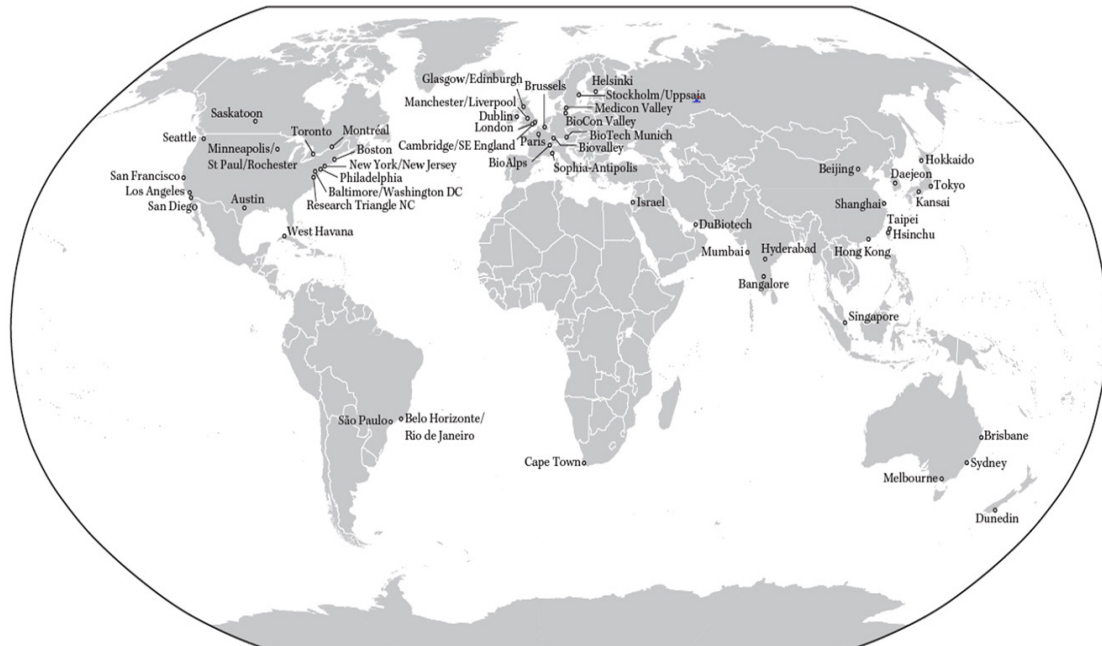 Glasgow/Edinburgh
Brussels
Helsinki
Stockholm/Uppsaia
Manchester/Liverpool
Medicon Valley
Dublin
BioCon Valley
London
BioTech Munich
Cambridge/SE England
Paris
Biovalley
BioAlps
Sophia-Antipolis
Saskatoon
Seattle
Toronto
Montréal
Minneapolis/
St Paul/Rochester
Boston
New York/New Jersey
San Francisco
Philadelphia
Los Angeles
Baltimore/Washington DC
San Diego
Austin
Research Triangle NC
West Havana
Israel
DuBiotech
Mumbai
Hyderabad
Bangalore
Beijing
Hokkaido
Daejeon
Tokyo
Kansai
Shanghai
Taipei
Hsinchu
Hong Kong
Singapore
São Paulo
Belo Horizonte/
Rio de Janeiro
Cape Town
Brisbane
Sydney
Melbourne
Dunedin